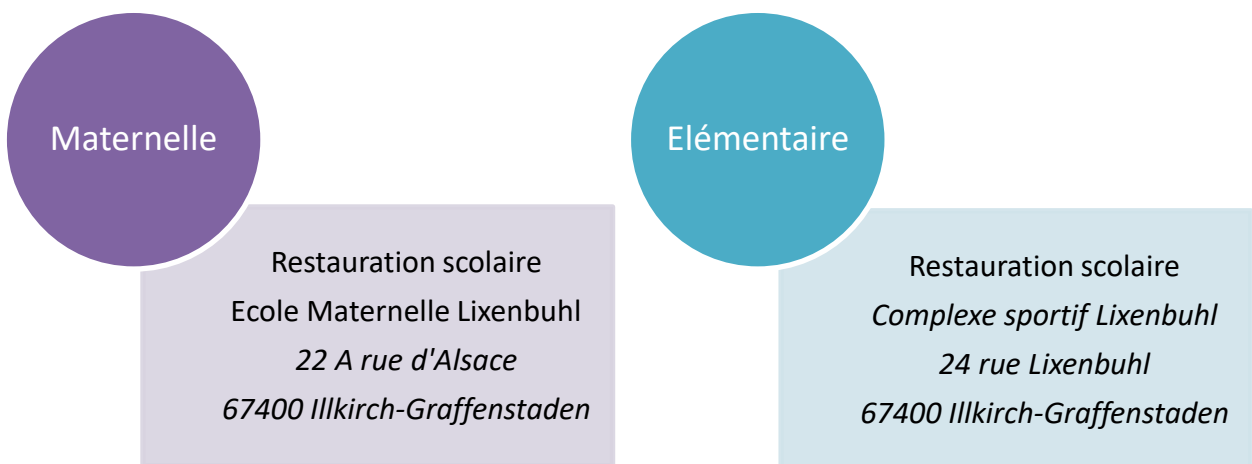 Maternelle
Restauration scolaire
Ecole Maternelle Lixenbuhl
22 A rue d'Alsace
67400 Illkirch-Graffenstaden
Elémentaire
Restauration scolaire
Complexe sportif Lixenbuhl
24 rue Lixenbuhl
67400 Illkirch-Graffenstaden